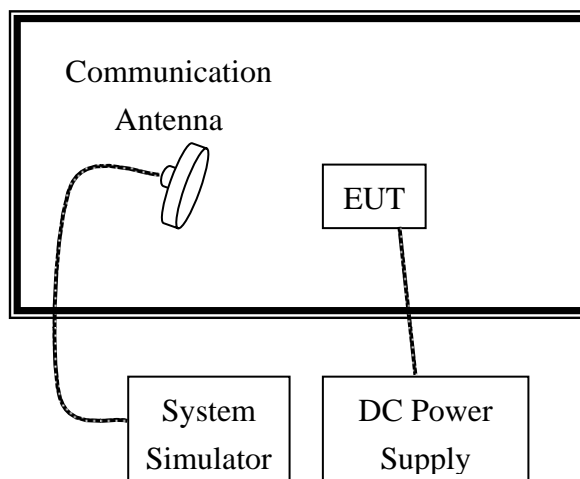 Communication
Antenna
EUT
System
Simulator
DC Power
Supply